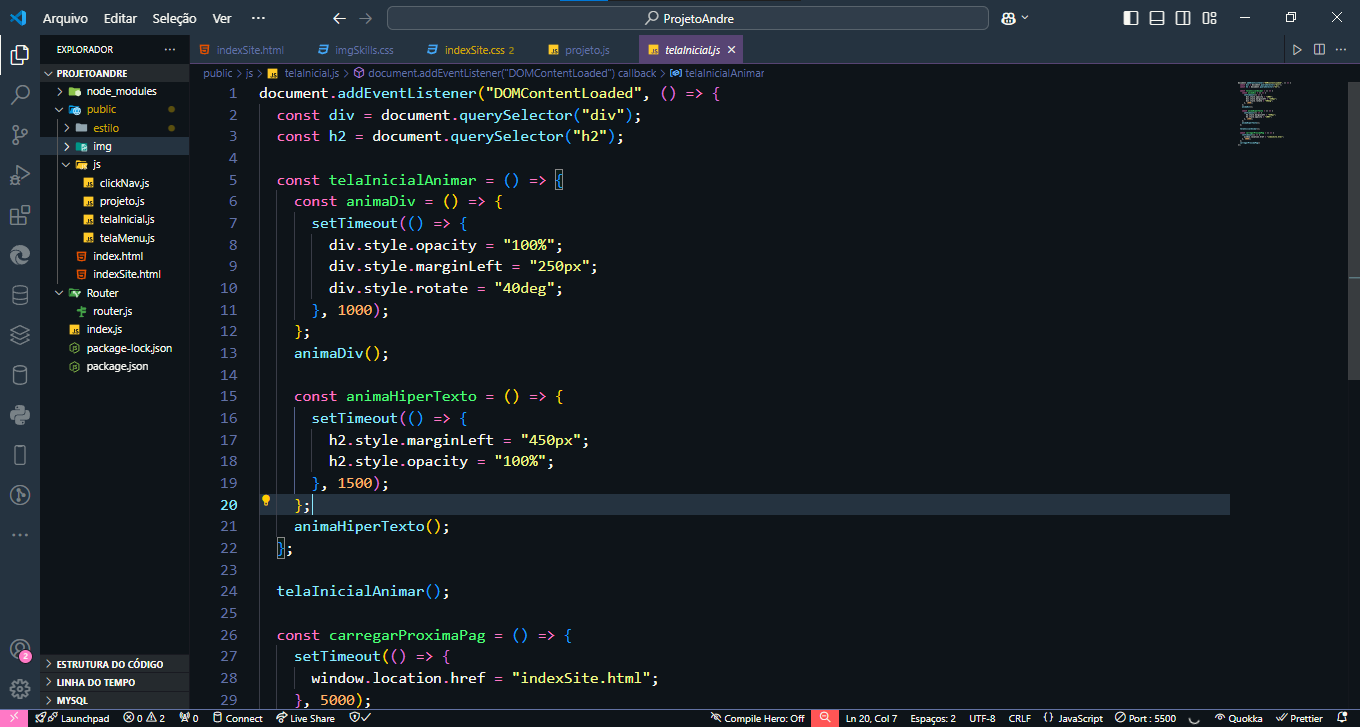 Arquivo Editar Seleção Ver ··· ProjetoAndre
EXPLORADOR ···
indexSite.html imgSkills.css indexSite.css 2 projeto.js telaInicial.js
PROJETOANDRE
node_modules
public
estilo
img
js
clickNav.js
projeto.js
telaInicial.js
telaMenu.js
index.html
indexSite.html
Router
router.js
index.js
package-lock.json
package.json
ESTRUTURA DO CÓDIGO
LINHA DO TEMPO
MYSQL
public > js > telaInicial.js > document.addEventListener("DOMContentLoaded") callback > telaInicialAnimar
1 document.addEventListener("DOMContentLoaded", () => {
2 const div = document.querySelector("div");
3 const h2 = document.querySelector("h2");
4
5 const telaInicialAnimar = () => {
6 const animaDiv = () => {
7 setTimeout(() => {
8 div.style.opacity = "100%";
9 div.style.marginLeft = "250px";
10 div.style.rotate = "40deg";
11 }, 1000);
12 };
13 animaDiv();
14
15 const animaHiperTexto = () => {
16 setTimeout(() => {
17 h2.style.marginLeft = "450px";
18 h2.style.opacity = "100%";
19 }, 1500);
20 };
21 animaHiperTexto();
22 };
23
24 telaInicialAnimar();
25
26 const carregarProximaPag = () => {
27 setTimeout(() => {
28 window.location.href = "indexSite.html";
29 }, 5000);
2
Launchpad 0 2 0 Connect Live Share Compile Hero: Off Ln 20, Col 7 Espaços: 2 UTF-8 CRLF {} JavaScript Port : 5500 Quokka Prettier